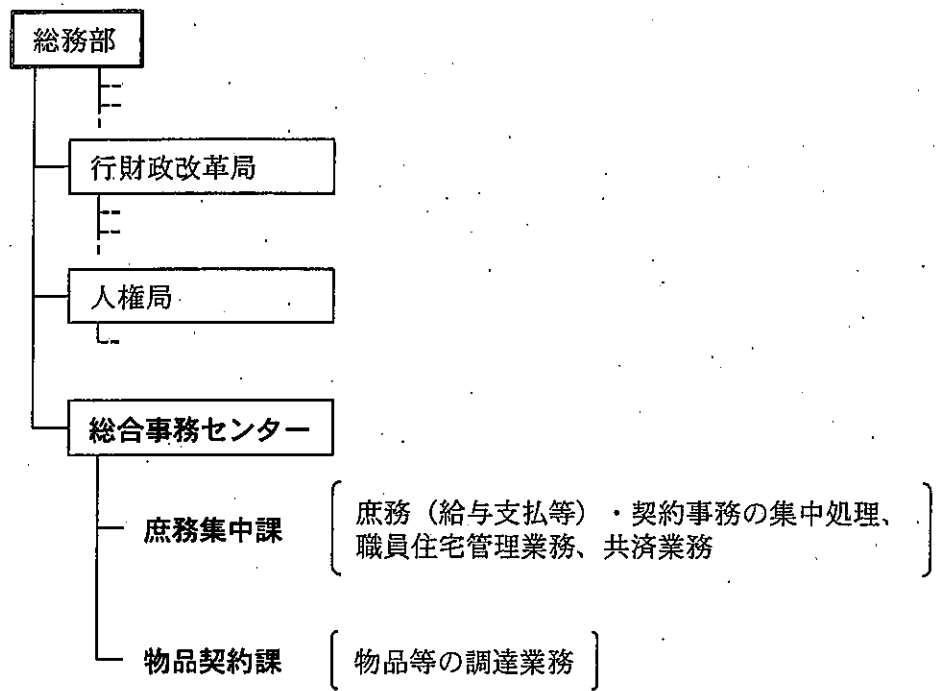 総務部
行財政改革局
人権局
総合事務センター
庶務集中課
庶務（給与支払等）・契約事務の集中処理、
職員住宅管理業務、共済業務
物品契約課
物品等の調達業務